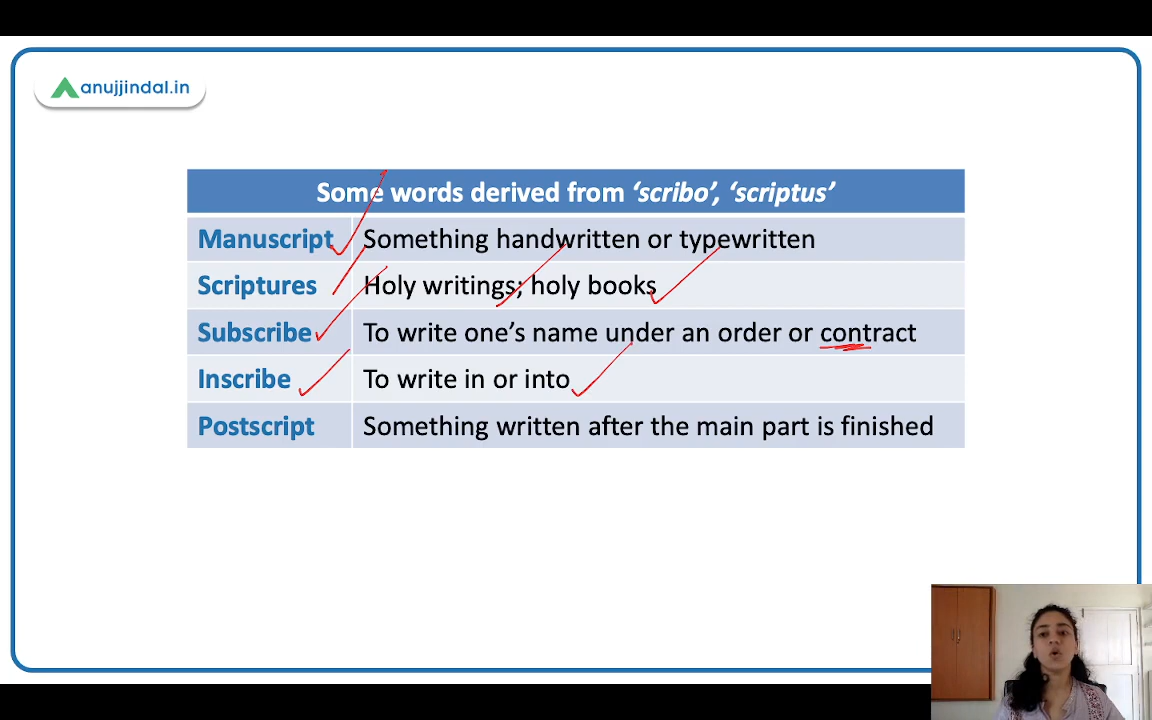 anujjindal.in
Some words derived from ‘scribo’, ‘scriptus’
Manuscript Something handwritten or typewritten
Scriptures Holy writings; holy books
Subscribe To write one’s name under an order or contract
Inscribe To write in or into
Postscript Something written after the main part is finished